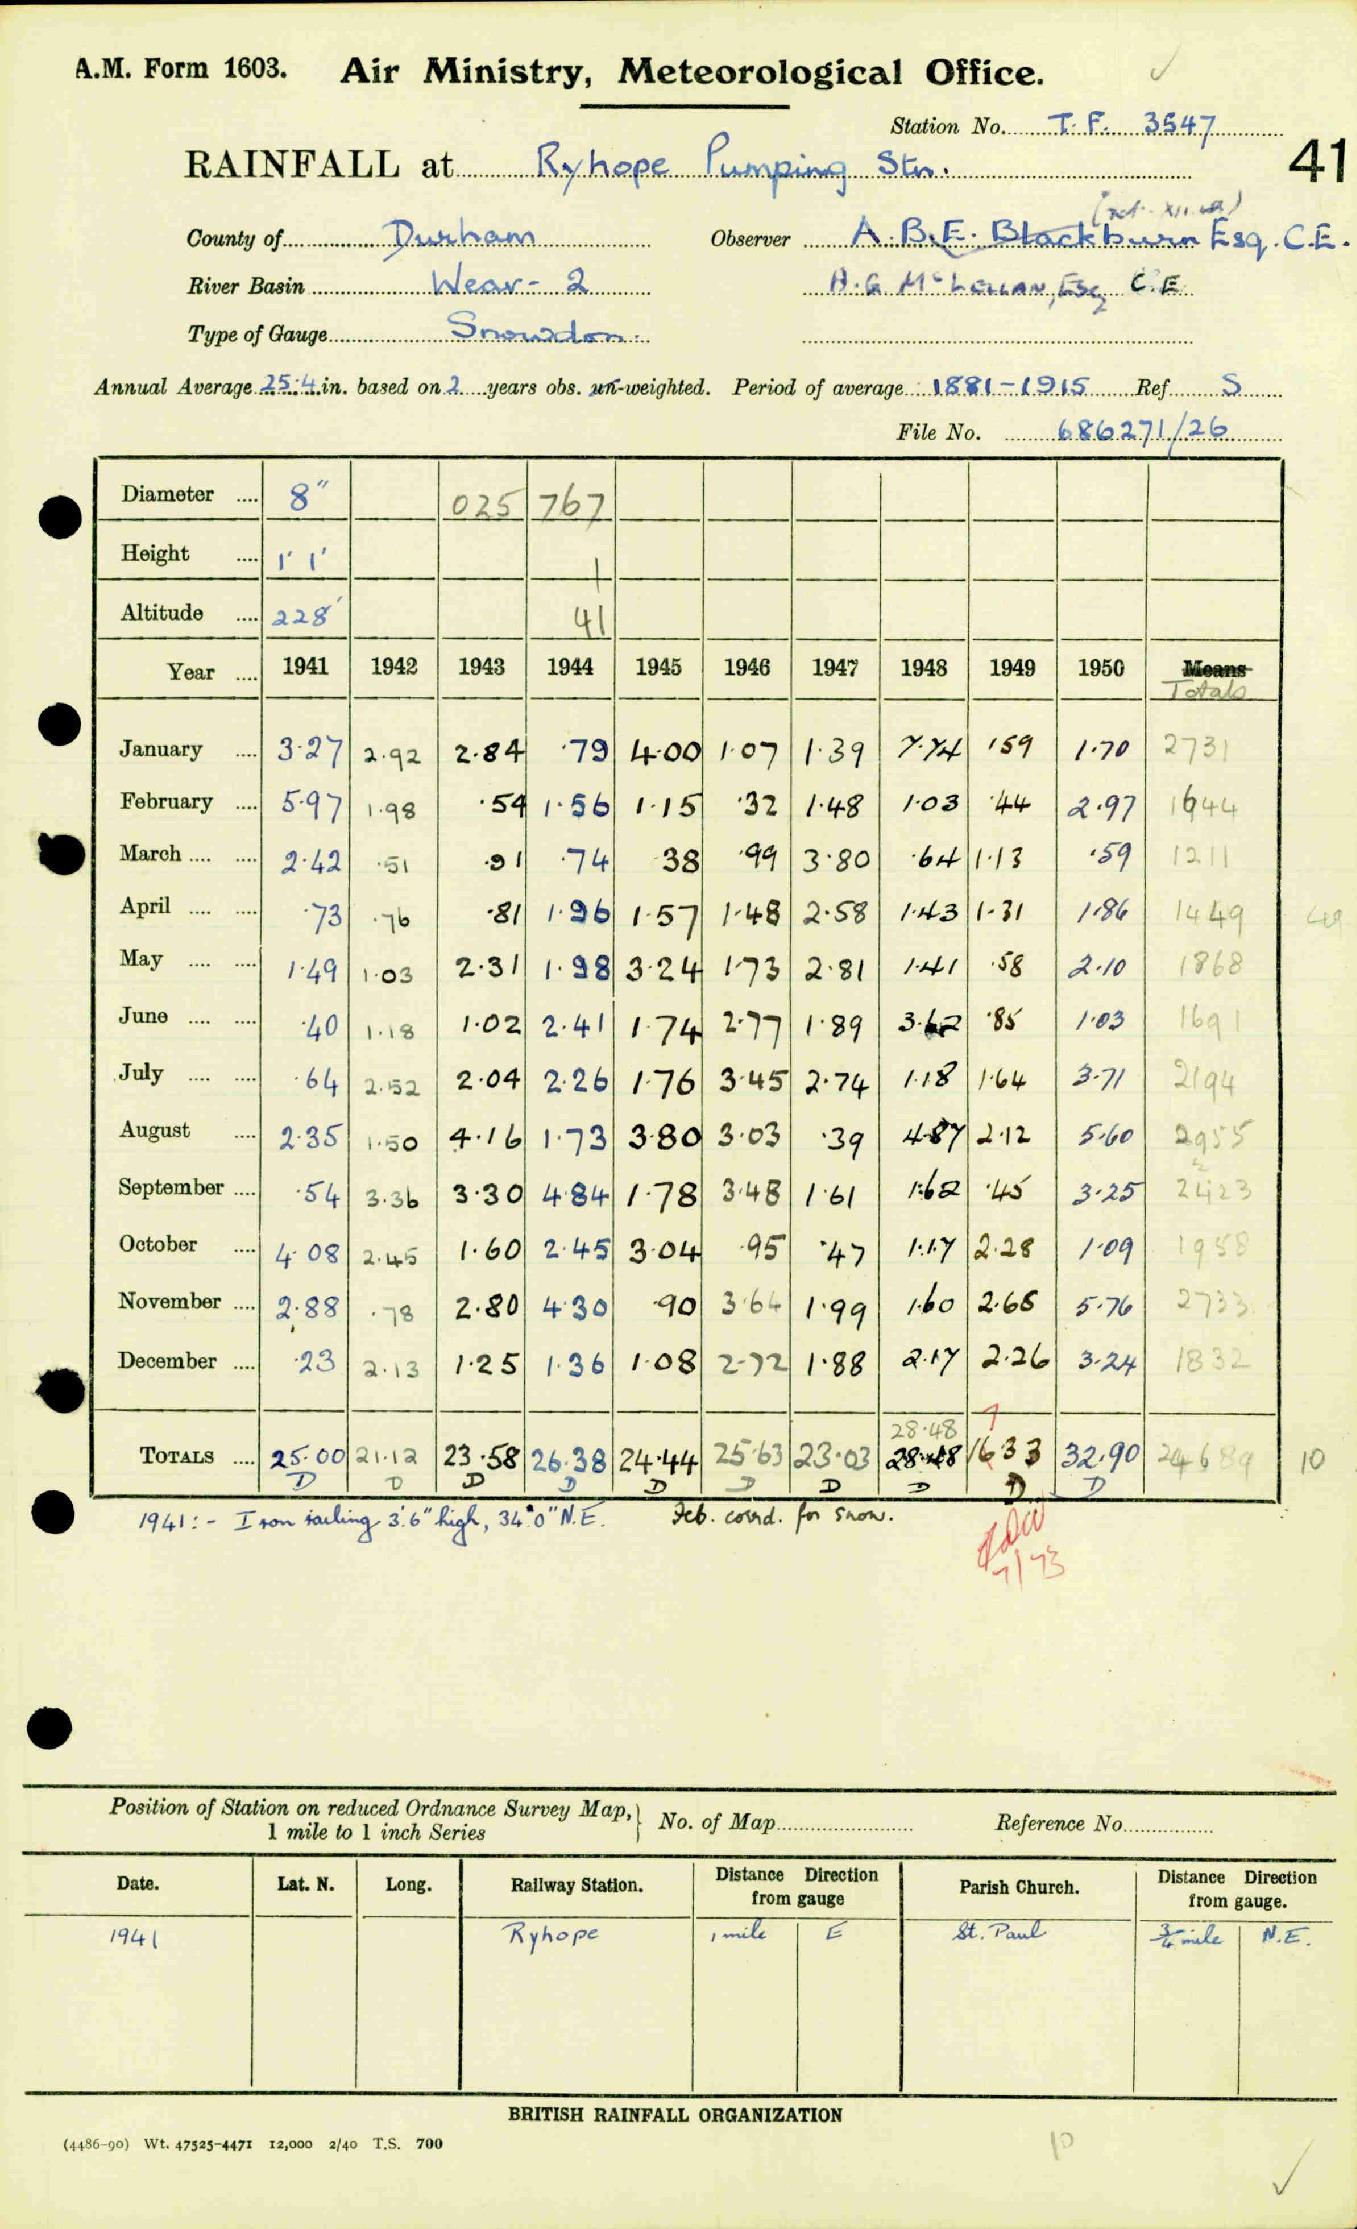 A.M. Form 1603. Air Ministry, Meteorological Office.
Station No. T.F. 3547
RAINFALL at Ryhope Pumping Stn. 41
County of Durham Observer A.B.E. Blackburn Esq. C.E.
River Basin Wear - 2 A.G. McLellan, Esq C.E
Type of Gauge Snowdon.
Annual Average 25.4 in. based on 2 years obs. un-weighted. Period of average 1881-1915 Ref S
File No. 686271/26
Diameter .... 8" 025 767
Height .... 1' 1' 1
Altitude .... 228' 41
Year .... 1941 1942 1943 1944 1945 1946 1947 1948 1949 1950 Means
Totals
January .... 3.27 2.92 2.84 .79 4.00 1.07 1.39 7.74 .59 1.70 2731
February .... 5.97 1.98 .54 1.56 1.15 .32 1.48 1.03 .44 2.97 1644
March .... .... 2.42 .51 .91 .74 .38 .99 3.80 .64 1.13 .59 1211
April .... .... .73 .76 .81 1.96 1.57 1.48 2.58 1.43 1.31 1.86 1449
May .... .... 1.49 1.03 2.31 1.98 3.24 1.73 2.81 1.41 .58 2.10 1868
June .... .... .40 1.18 1.02 2.41 1.74 2.77 1.89 3.62 .85 1.03 1691
July .... .... .64 2.52 2.04 2.26 1.76 3.45 2.74 1.18 1.64 3.71 2194
August .... 2.35 1.50 4.16 1.73 3.80 3.03 .39 4.87 2.12 5.60 2955
September .... .54 3.36 3.30 4.84 1.78 3.48 1.61 1.62 .45 3.25 2423
October .... 4.08 2.45 1.60 2.45 3.04 .95 .47 1.17 2.28 1.09 1958
November .... 2.88 .78 2.80 4.30 .90 3.64 1.99 1.60 2.68 5.76 2733
December .... .23 2.13 1.25 1.36 1.08 2.72 1.88 2.17 2.26 3.24 1832
28.48 7
TOTALS .... 25.00 21.12 23.58 26.38 24.44 25.63 23.03 28.48 16.33 32.90 24689 10
D D D D D D D D D D
1941:- Iron railing 3'.6" high, 34'.0" N.E. Feb. coord. for snow.
7/73
Position of Station on reduced Ordnance Survey Map, } No. of Map Reference No.
1 mile to 1 inch Series
Date. Lat. N. Long. Railway Station. Distance Direction from gauge Parish Church. Distance Direction from gauge.
1941 Ryhope 1 mile E St. Paul 3/4 mile N.E.
BRITISH RAINFALL ORGANIZATION
(4486-90) Wt. 47525-4471 12,000 2/40 T.S. 700
10